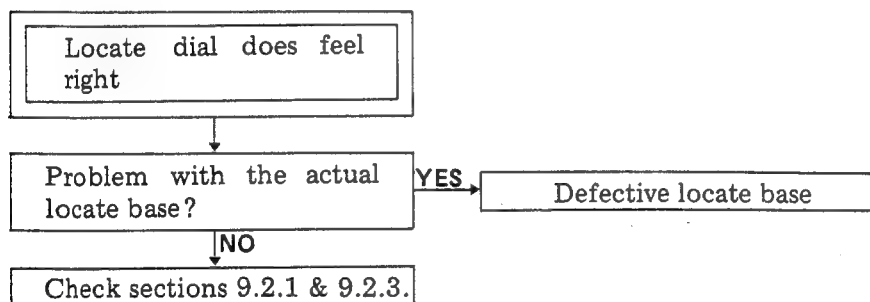 Locate dial does feel
right
Problem with the actual
locate base?
YES
Defective locate base
NO
Check sections 9.2.1 & 9.2.3.